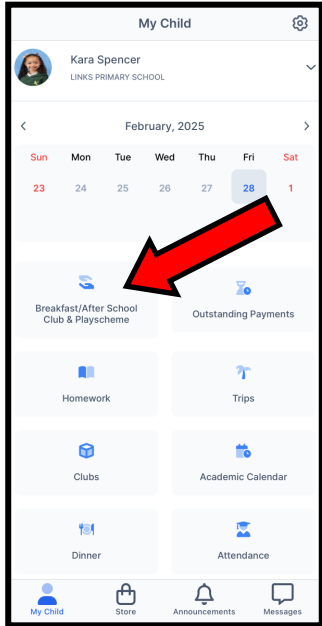 My Child
Kara Spencer
LINKS PRIMARY SCHOOL
February, 2025
Sun Mon Tue Wed Thu Fri Sat
23 24 25 26 27 28 1
Breakfast/After School
Club & Playscheme
Outstanding Payments
Homework
Trips
Clubs
Academic Calendar
Dinner
Attendance
My Child Store Announcements Messages